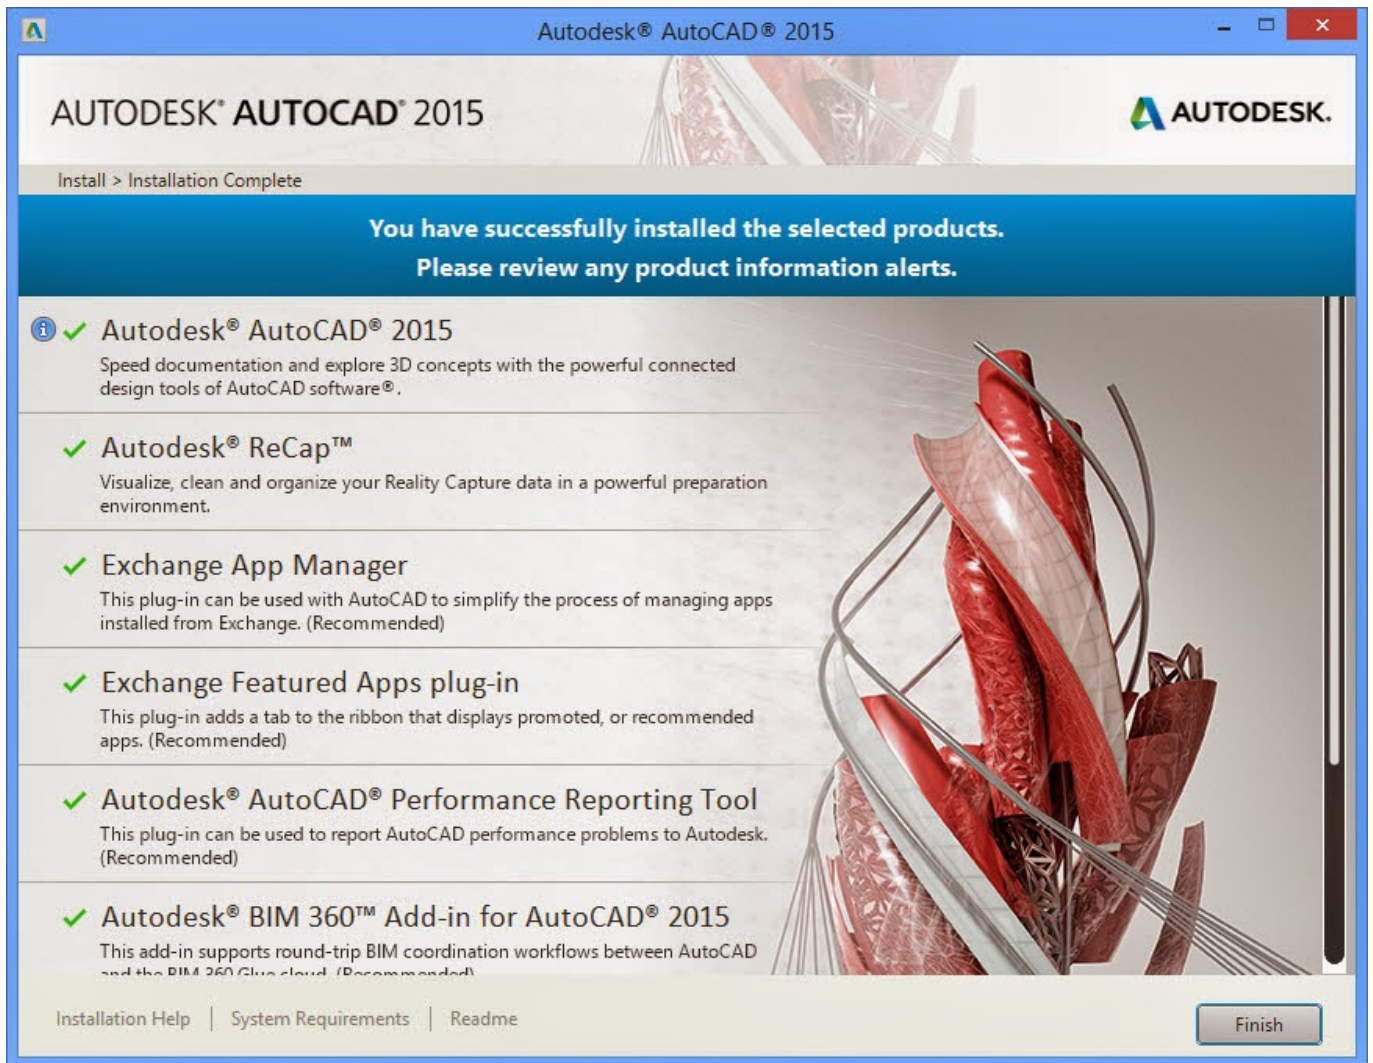 Autodesk® AutoCAD® 2015
AUTODESK® AUTOCAD® 2015
AUTODESK.
Install > Installation Complete
You have successfully installed the selected products.
Please review any product information alerts.
Autodesk® AutoCAD® 2015
Speed documentation and explore 3D concepts with the powerful connected
design tools of AutoCAD software®.
Autodesk® ReCap™
Visualize, clean and organize your Reality Capture data in a powerful preparation
environment.
Exchange App Manager
This plug-in can be used with AutoCAD to simplify the process of managing apps
installed from Exchange. (Recommended)
Exchange Featured Apps plug-in
This plug-in adds a tab to the ribbon that displays promoted, or recommended
apps. (Recommended)
Autodesk® AutoCAD® Performance Reporting Tool
This plug-in can be used to report AutoCAD performance problems to Autodesk.
(Recommended)
Autodesk® BIM 360™ Add-in for AutoCAD® 2015
This add-in supports round-trip BIM coordination workflows between AutoCAD
and the BIM 360 Glue cloud. (Recommended)
Installation Help | System Requirements | Readme
Finish